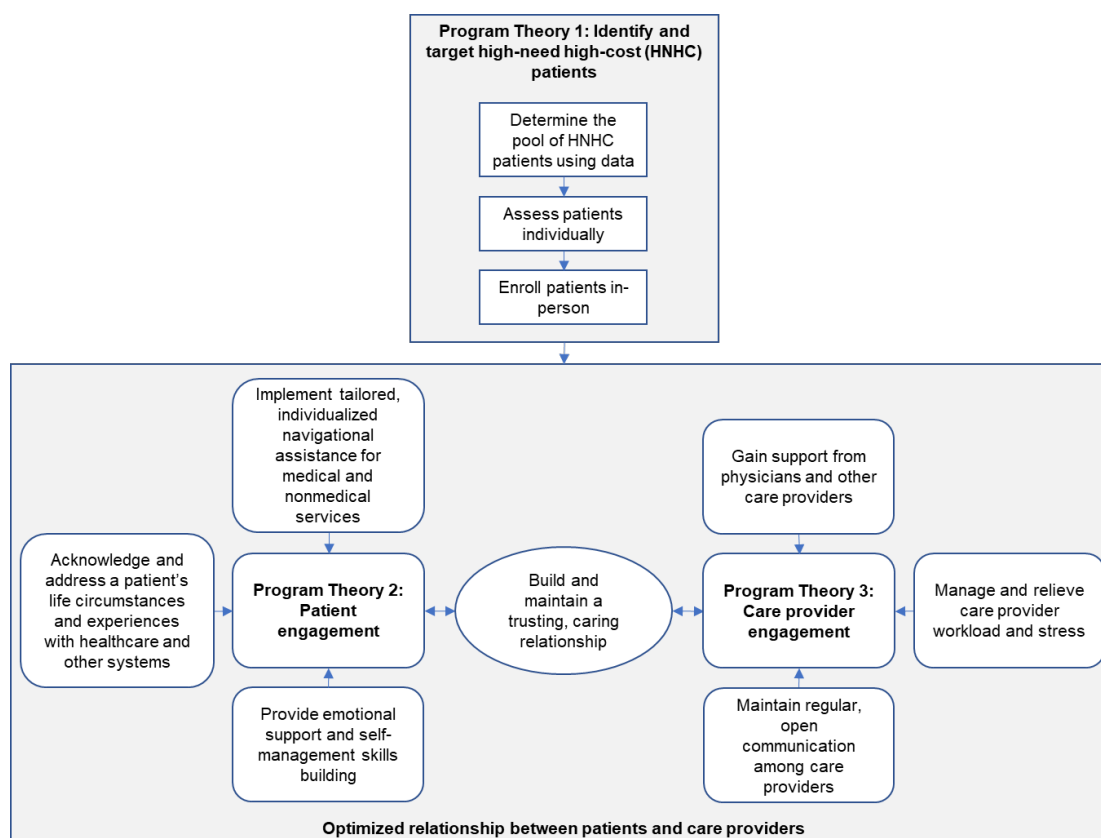 Program Theory 1: Identify and
target high-need high-cost (HNHC)
patients
Determine the
pool of HNHC
patients using data
Assess patients
individually
Enroll patients in-
person
Implement tailored,
individualized
navigational
assistance for
medical and
nonmedical
services
Gain support from
physicians and other
care providers
Acknowledge and
address a patient's
life circumstances
and experiences
with healthcare and
other systems
Program Theory 2:
Patient
engagement
Build and
maintain a
trusting, caring
relationship
Program Theory 3:
Care provider
engagement
Manage and relieve
care provider
workload and stress
Provide emotional
support and self-
management skills
building
Maintain regular,
open
communication
among care
providers
Optimized relationship between patients and care providers